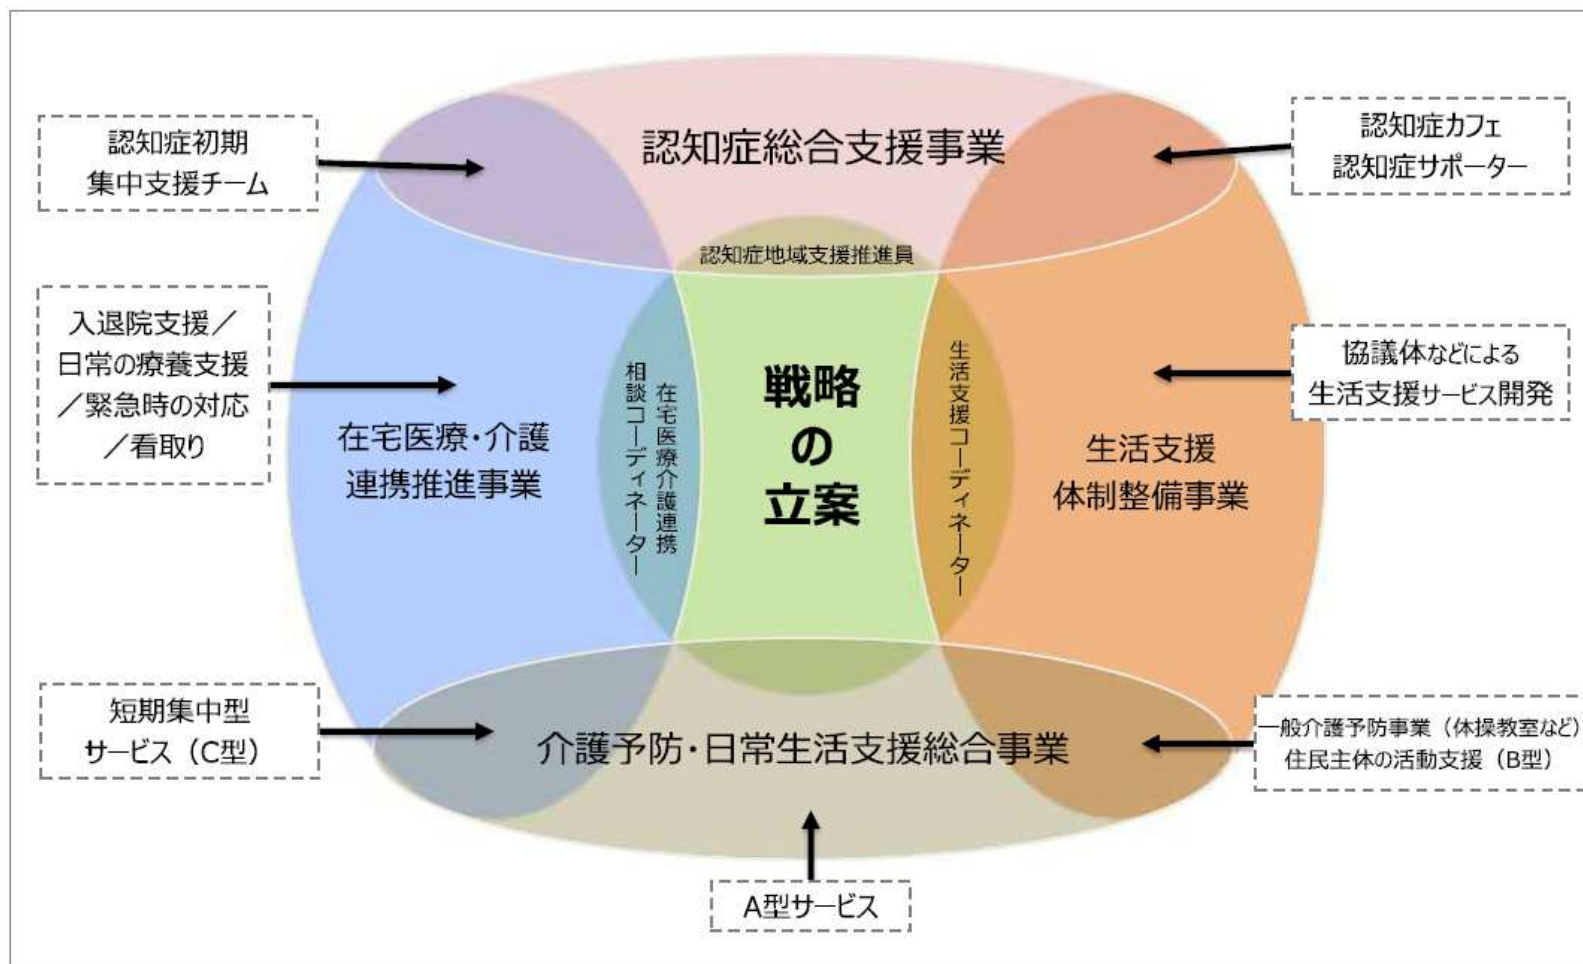 認知症総合支援事業
認知症初期
集中支援チーム
認知症カフェ
認知症サポーター
認知症地域支援推進員
入退院支援／
日常の療養支援
／緊急時の対応
／看取り
在宅医療・介護
連携推進事業
在宅医療介護連携
相談コーディネーター
戦略
の
立案
生活支援コーディネーター
協議体などによる
生活支援サービス開発
生活支援
体制整備事業
短期集中型
サービス（C型）
介護予防・日常生活支援総合事業
一般介護予防事業（体操教室など）
住民主体の活動支援（B型）
A型サービス